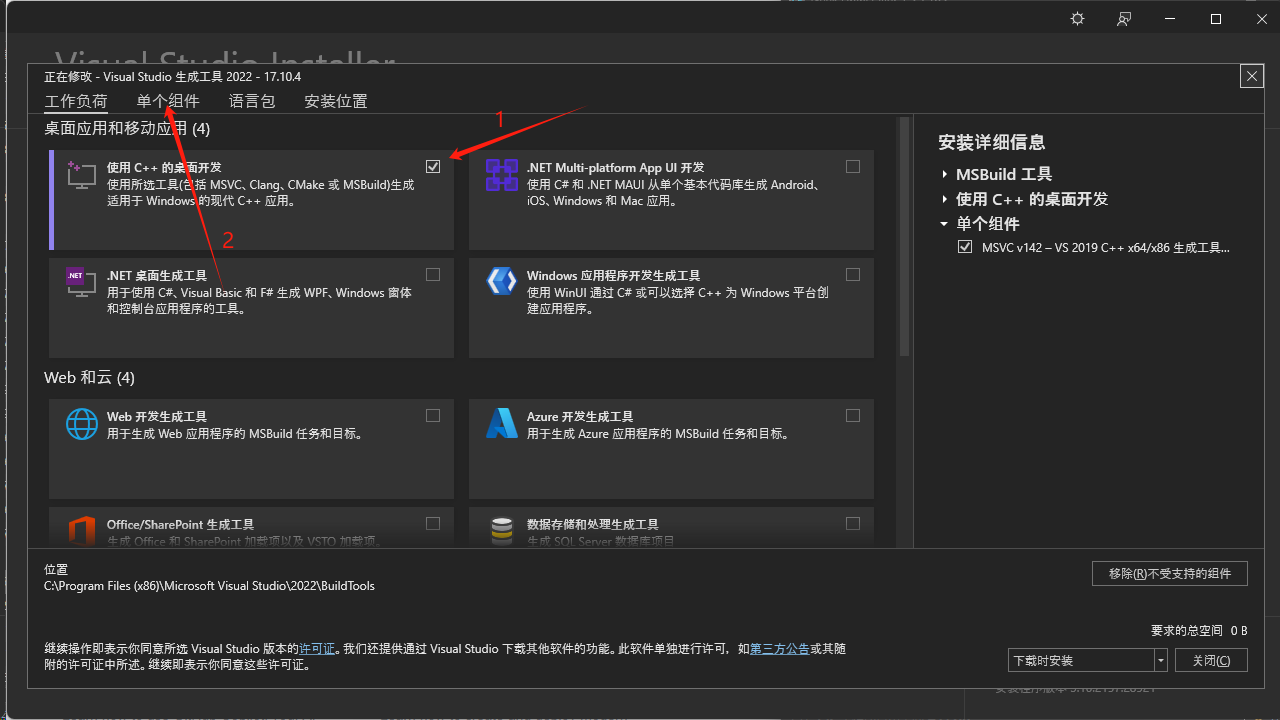 Visual Studio Installer
正在修改 - Visual Studio 生成工具 2022 - 17.10.4
工作负荷 单个组件 语言包 安装位置
桌面应用和移动应用 (4)
1
使用 C++ 的桌面开发
使用所选工具(包括 MSVC、Clang、CMake 或 MSBuild)生成
适用于 Windows 的现代 C++ 应用。
2
.NET Multi-platform App UI 开发
使用 C# 和 .NET MAUI 从单个基本代码库生成 Android、
iOS、Windows 和 Mac 应用。
.NET
.NET 桌面生成工具
用于使用 C#、Visual Basic 和 F# 生成 WPF、Windows 窗体
和控制台应用程序的工具。
Windows 应用程序开发生成工具
使用 WinUI 通过 C# 或可以选择 C++ 为 Windows 平台创
建应用程序。
Web 和云 (4)
Web 开发生成工具
用于生成 Web 应用程序的 MSBuild 任务和目标。
Azure 开发生成工具
用于生成 Azure 应用程序的 MSBuild 任务和目标。
Office/SharePoint 生成工具
生成 Office 和 SharePoint 加载项以及 VSTO 加载项。
数据存储和处理生成工具
生成 SQL Server 数据库项目
安装详细信息
MSBuild 工具
使用 C++ 的桌面开发
单个组件
MSVC v142 – VS 2019 C++ x64/x86 生成工具...
位置
C:\Program Files (x86)\Microsoft Visual Studio\2022\BuildTools
移除(R)不受支持的组件
要求的总空间 0 B
继续操作即表示你同意所选 Visual Studio 版本的许可证。我们还提供通过 Visual Studio 下载其他软件的功能。此软件单独进行许可，如第三方公告或其随
附的许可证中所述。继续即表示你同意这些许可证。
下载时安装
关闭(C)